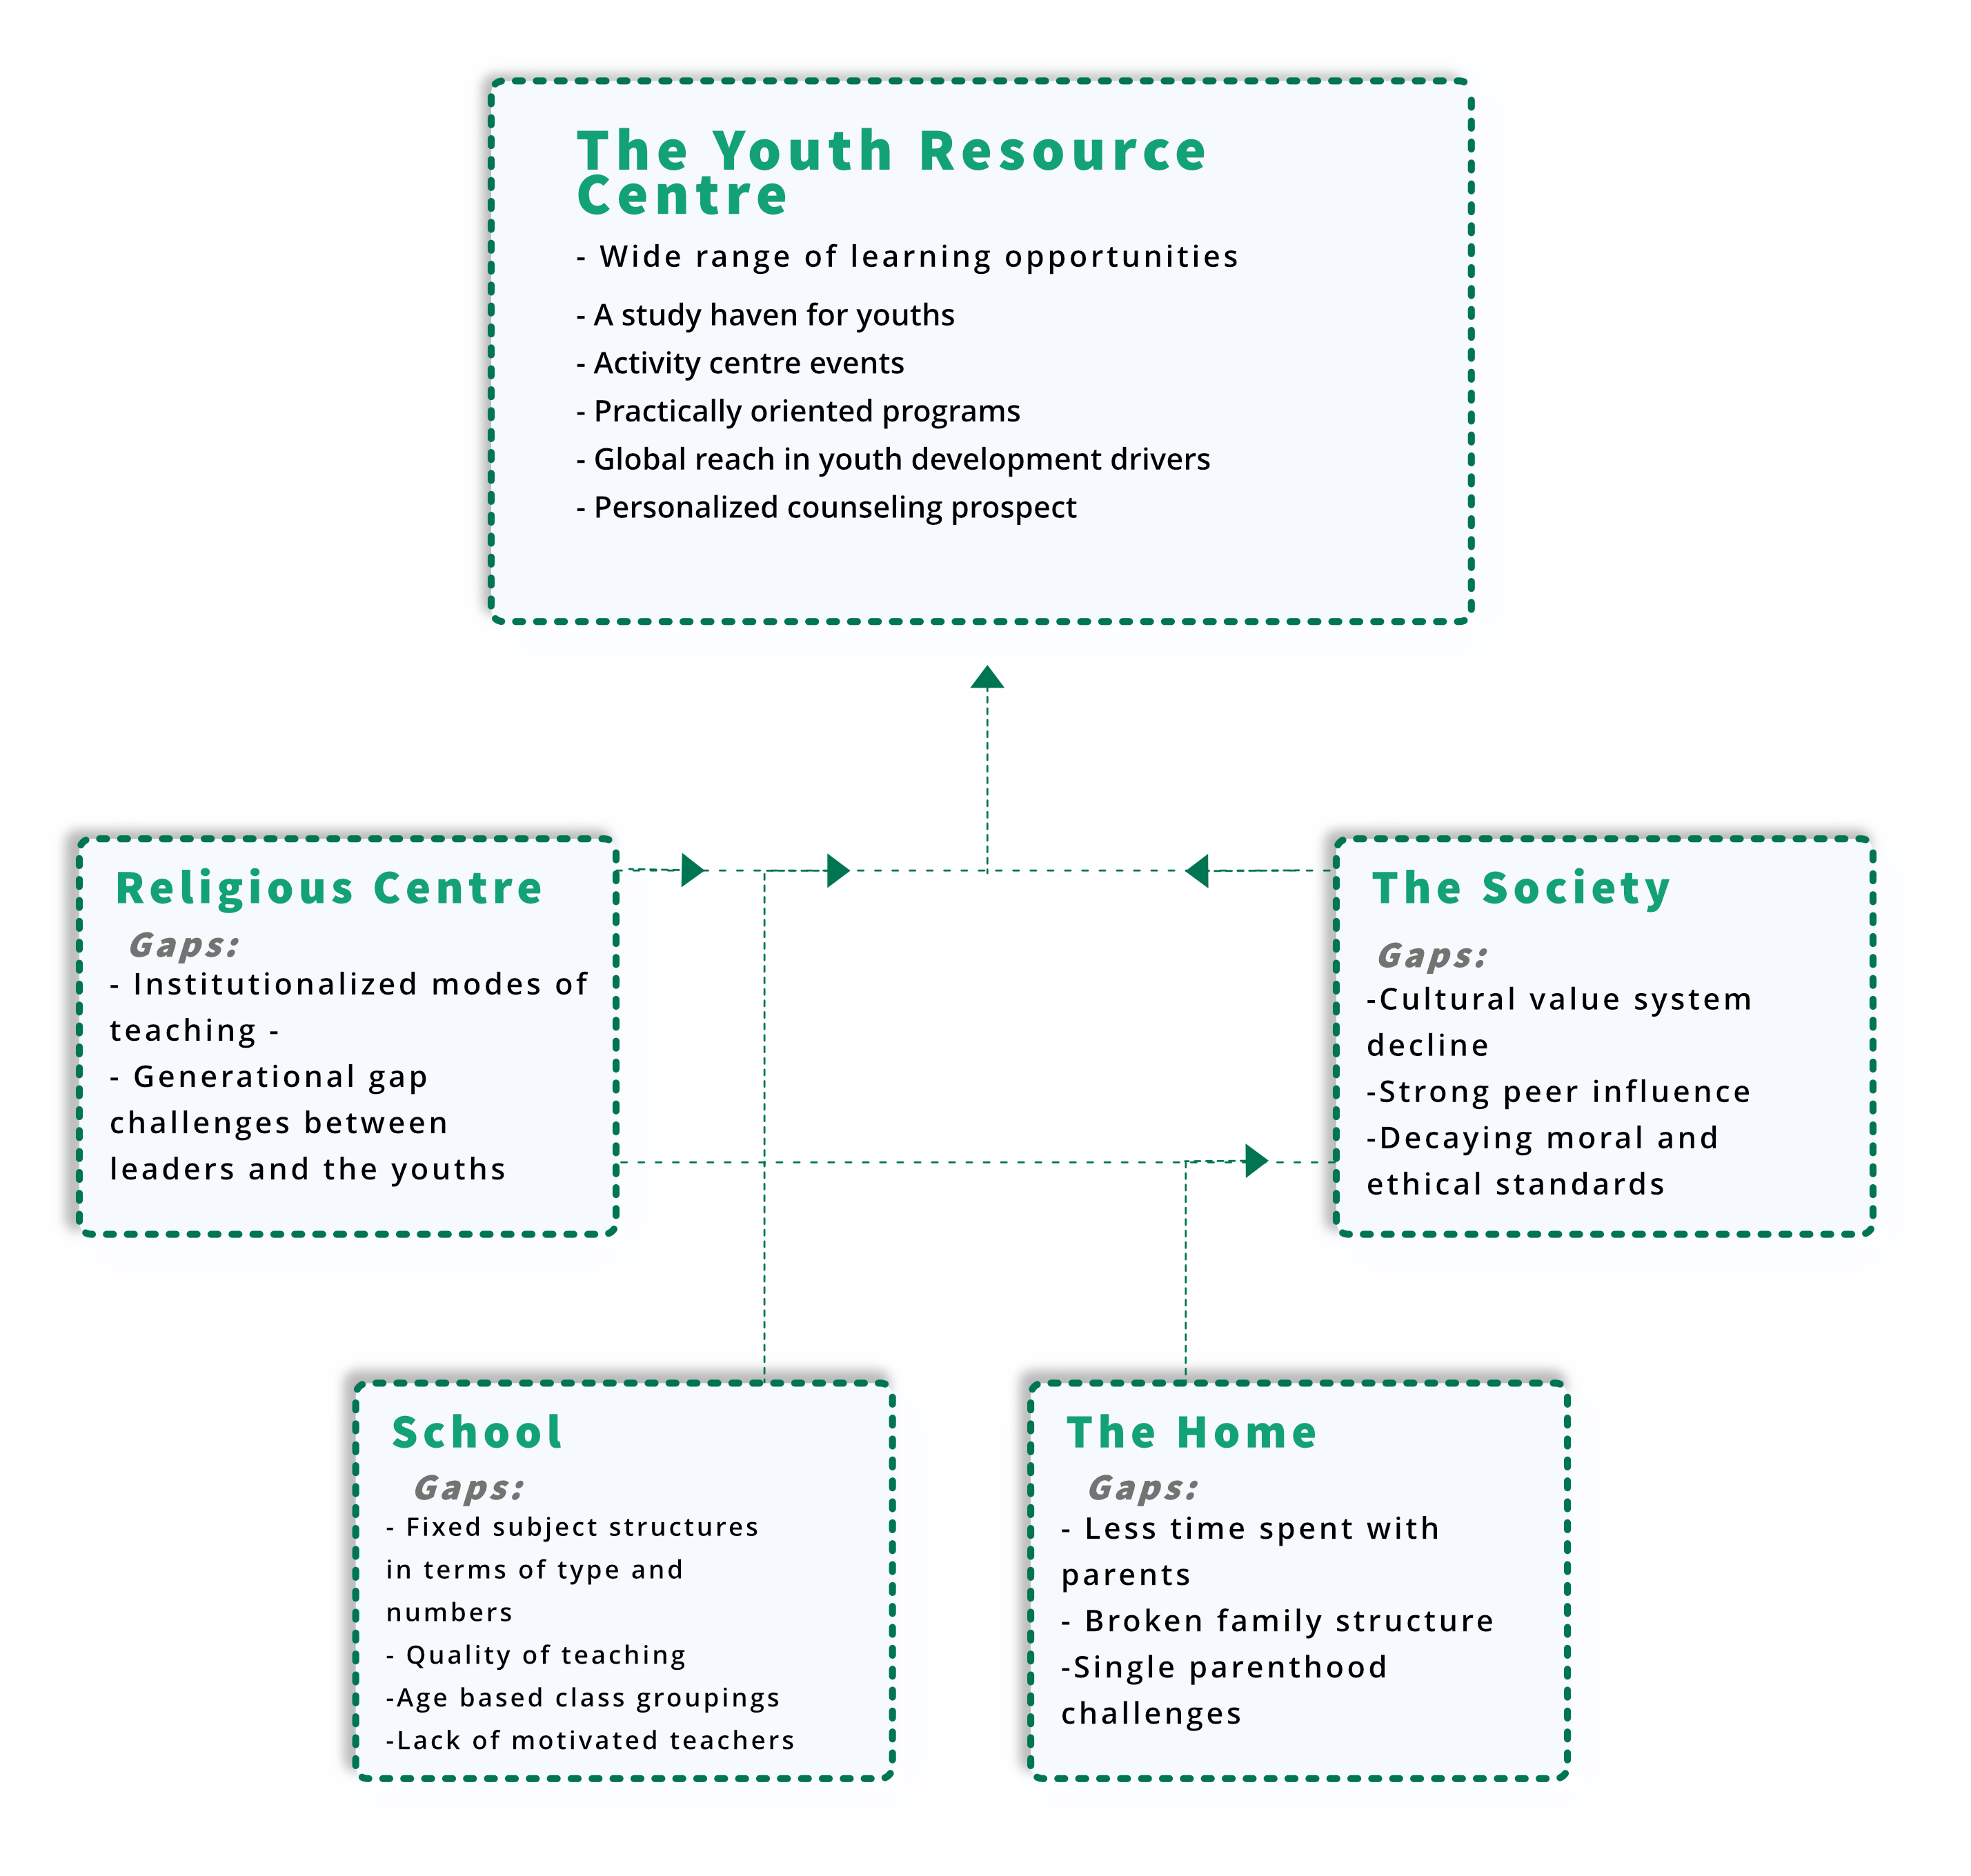 The Youth Resource
Centre
- Wide range of learning opportunities
- A study haven for youths
- Activity centre events
- Practically oriented programs
- Global reach in youth development drivers
- Personalized counseling prospect
Religious Centre
Gaps:
- Institutionalized modes of
teaching -
- Generational gap
challenges between
leaders and the youths
The Society
Gaps:
-Cultural value system
decline
-Strong peer influence
-Decaying moral and
ethical standards
School
Gaps:
- Fixed subject structures
in terms of type and
numbers
- Quality of teaching
-Age based class groupings
-Lack of motivated teachers
The Home
Gaps:
- Less time spent with
parents
- Broken family structure
-Single parenthood
challenges